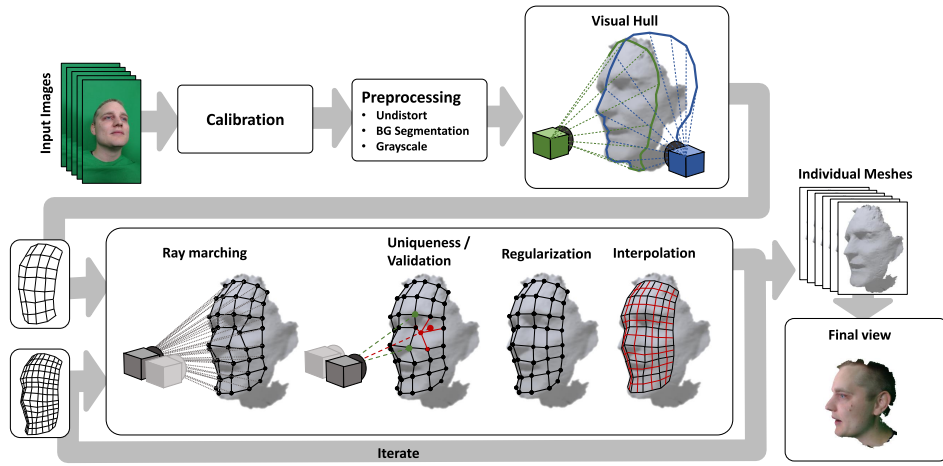 Visual Hull
Input Images
Calibration
Preprocessing
• Undistort
• BG Segmentation
• Grayscale
Individual Meshes
Ray marching
Uniqueness /
Validation
Regularization
Interpolation
Final view
Iterate